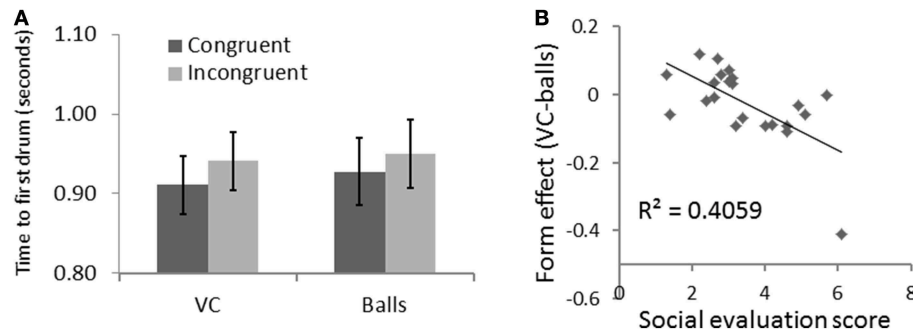 A
Time to first drum (seconds)
1.10
1.00
0.90
0.80
Congruent
Incongruent
VC
Balls
B
Form effect (VC-balls)
0.2
0
-0.2
-0.4
-0.6
R² = 0.4059
0 2 4 6 8
Social evaluation score